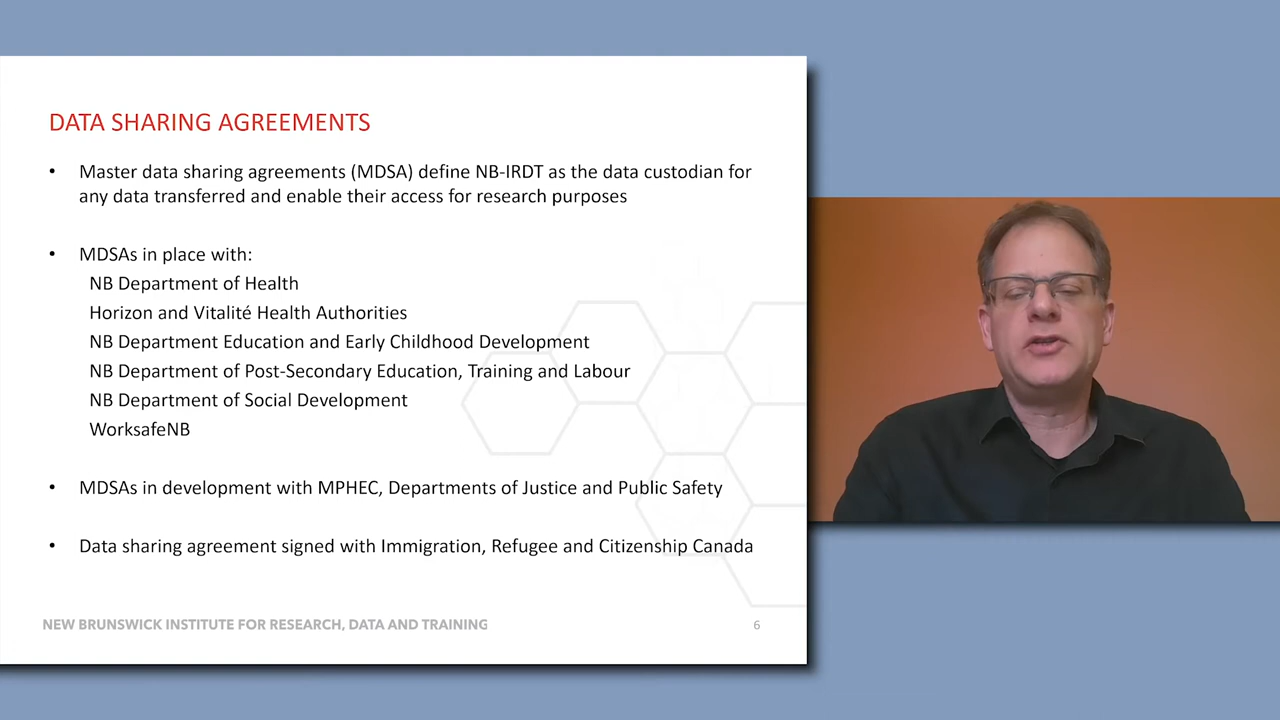 DATA SHARING AGREEMENTS
• Master data sharing agreements (MDSA) define NB-IRDT as the data custodian for
any data transferred and enable their access for research purposes
• MDSAs in place with:
NB Department of Health
Horizon and Vitalité Health Authorities
NB Department Education and Early Childhood Development
NB Department of Post-Secondary Education, Training and Labour
NB Department of Social Development
WorksafeNB
• MDSAs in development with MPHEC, Departments of Justice and Public Safety
• Data sharing agreement signed with Immigration, Refugee and Citizenship Canada
NEW BRUNSWICK INSTITUTE FOR RESEARCH, DATA AND TRAINING
6